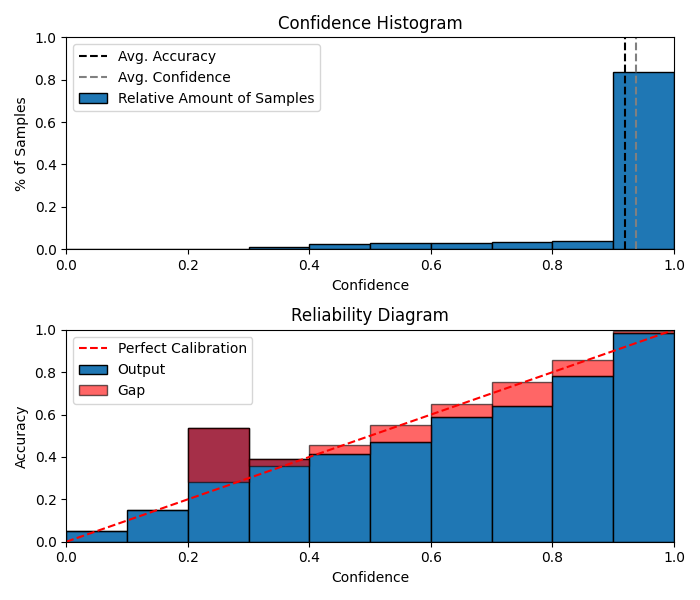 Confidence Histogram
1.0
0.8
0.6
0.4
0.2
0.0
% of Samples
Avg. Accuracy
Avg. Confidence
Relative Amount of Samples
0.0 0.2 0.4 0.6 0.8 1.0
Confidence
Reliability Diagram
1.0
0.8
0.6
0.4
0.2
0.0
Accuracy
Perfect Calibration
Output
Gap
0.0 0.2 0.4 0.6 0.8 1.0
Confidence